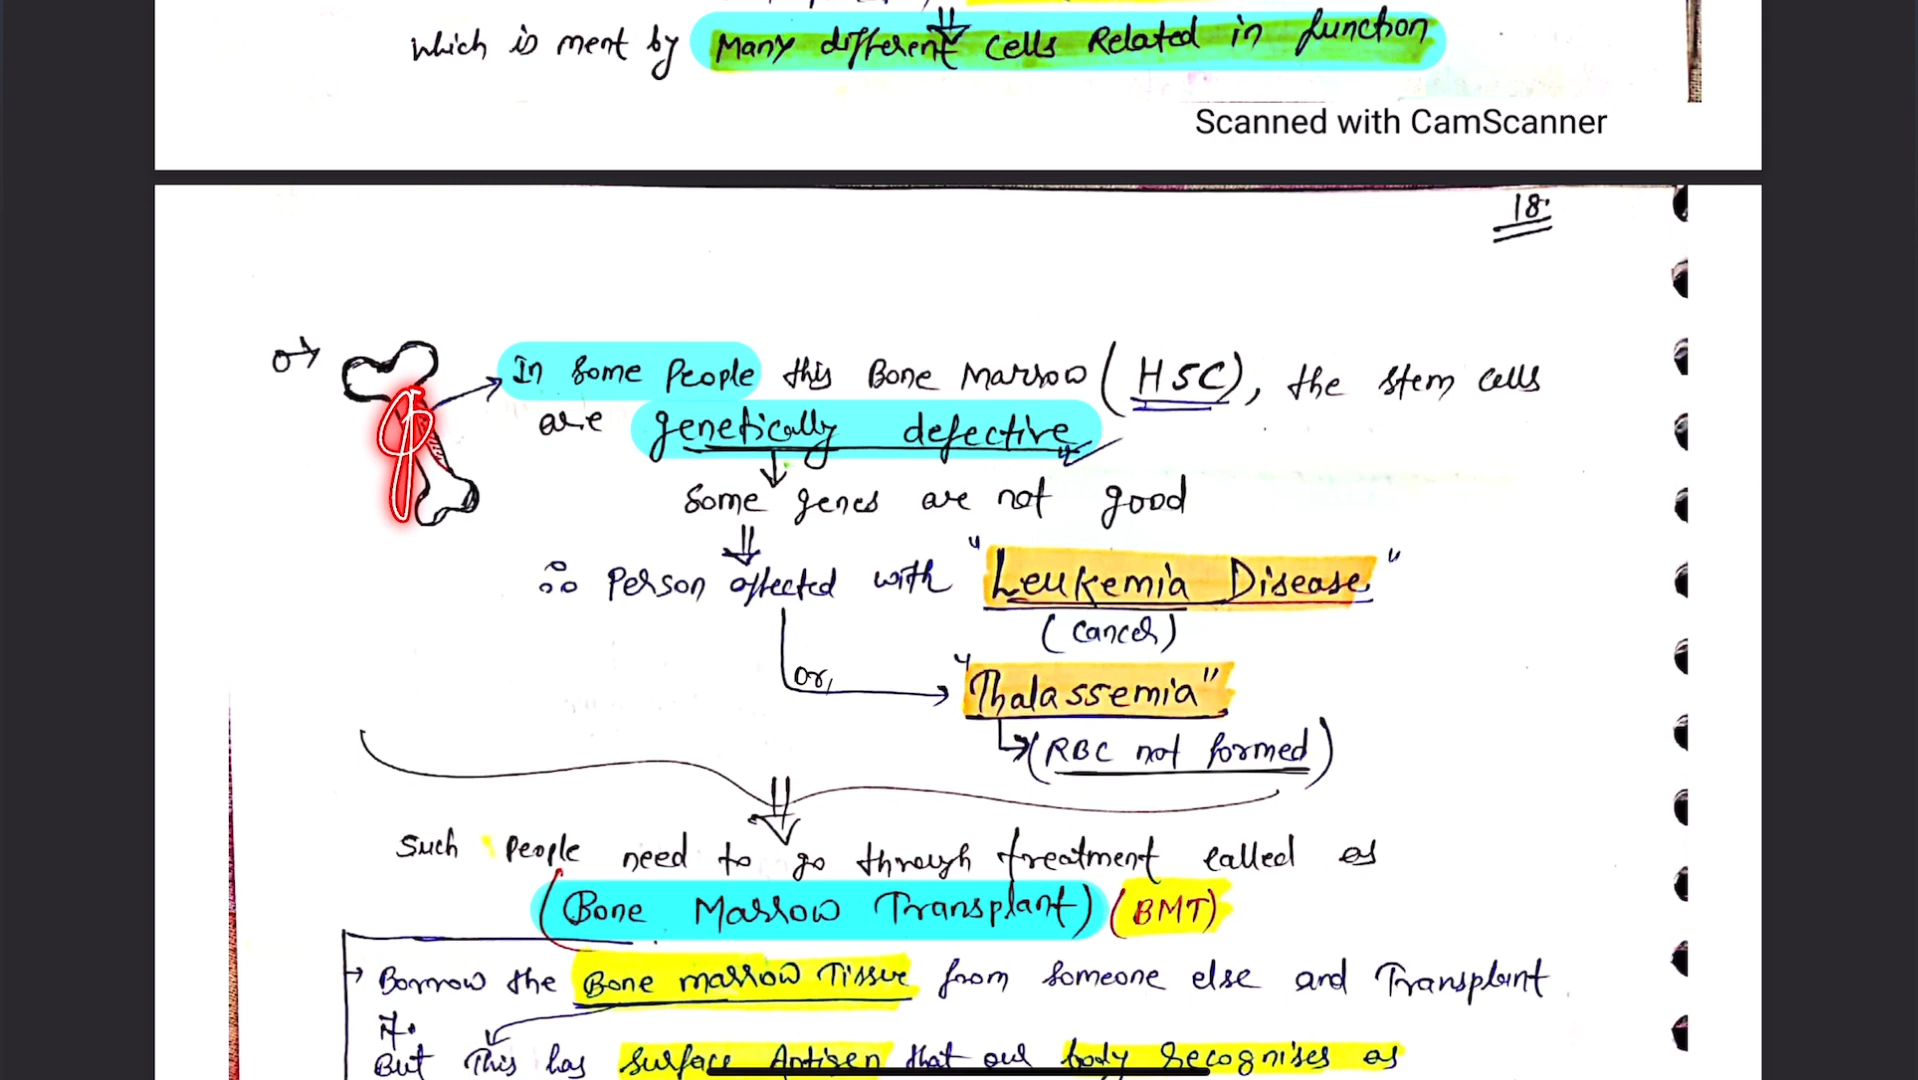 which is ment by Many different cells Related in function
Scanned with CamScanner
18.
In Some People this Bone Marrow (HSC), the stem cells
are genetically defective
Some genes are not good
∴ Person affected with "Leukemia Disease"
(Cancer)
or, "Thalassemia"
(RBC not formed)
Such People need to go through treatment called as
(Bone Marrow Transplant) (BMT)
→ Borrow the Bone marrow Tissue from someone else and Transplant
it.
But This has Surface Antigen that our body recognises as